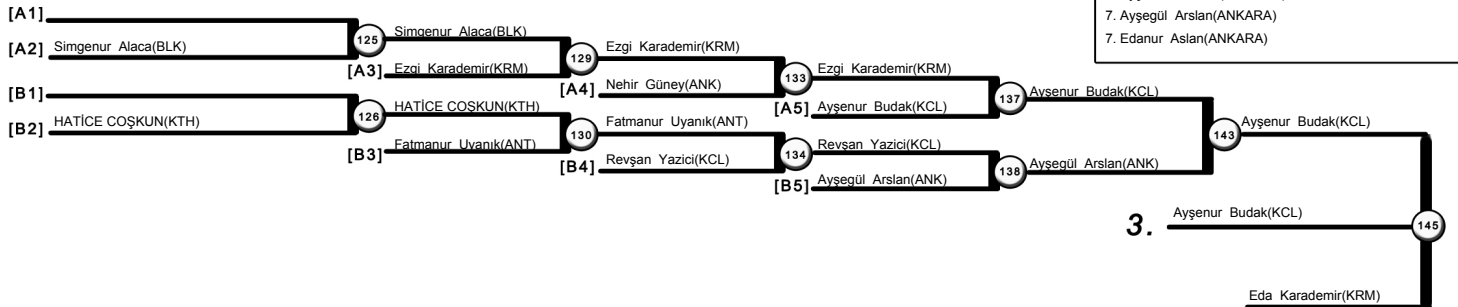 7. Ayşegül Arslan(ANKARA)
7. Edanur Aslan(ANKARA)
[A1]
125
Simgenur Alaca(BLK)
[A2] Simgenur Alaca(BLK)
129
Ezgi Karademir(KRM)
[A3] Ezgi Karademir(KRM)
133
Ezgi Karademir(KRM)
[A4] Nehir Güney(ANK)
137
Ayşenur Budak(KCL)
[A5] Ayşenur Budak(KCL)
[B1]
126
HATİCE COŞKUN(KTH)
[B2] HATİCE COŞKUN(KTH)
130
Fatmanur Uyanık(ANT)
143
Ayşenur Budak(KCL)
[B3] Fatmanur Uyanık(ANT)
134
Revşan Yazici(KCL)
[B4] Revşan Yazici(KCL)
138
Ayşegül Arslan(ANK)
[B5] Ayşegül Arslan(ANK)
3. Ayşenur Budak(KCL)
145
Eda Karademir(KRM)